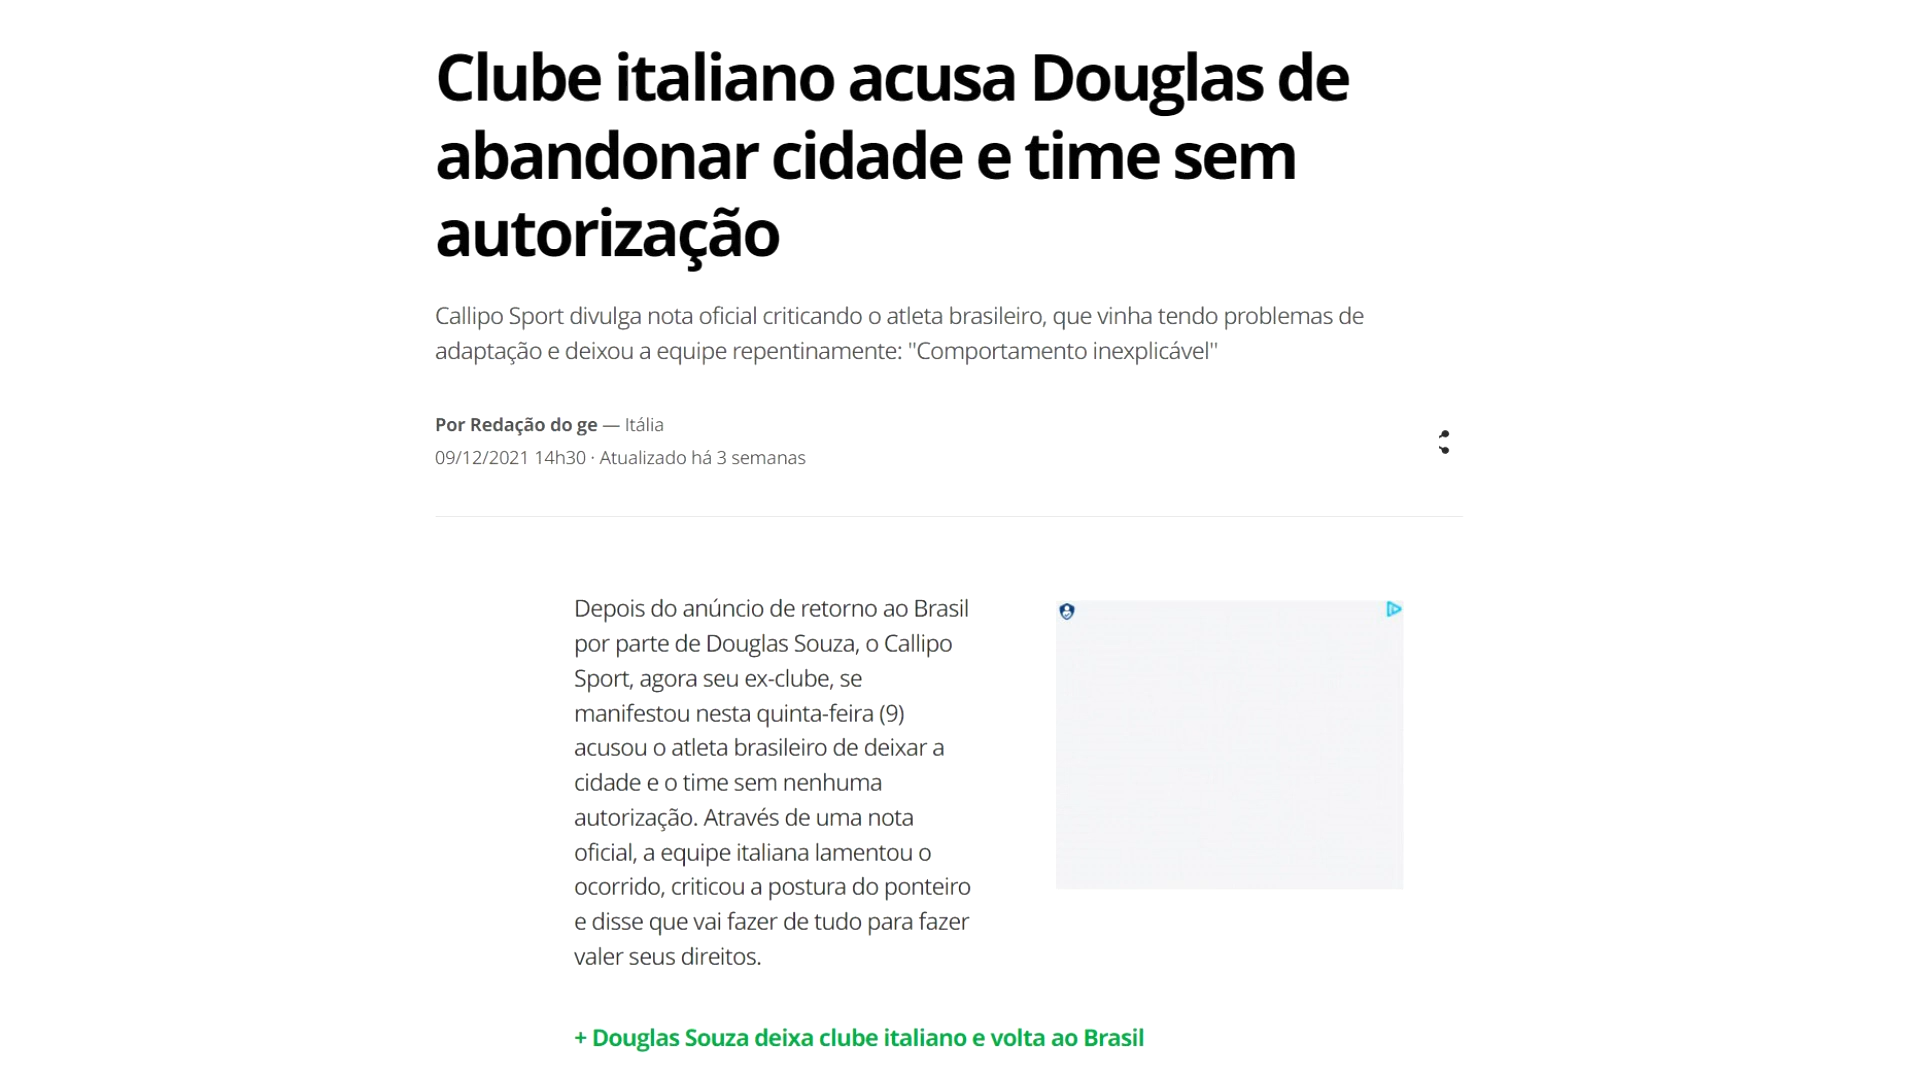 Clube italiano acusa Douglas de
abandonar cidade e time sem
autorização
Callipo Sport divulga nota oficial criticando o atleta brasileiro, que vinha tendo problemas de
adaptação e deixou a equipe repentinamente: "Comportamento inexplicável"
Por Redação do ge — Itália
09/12/2021 14h30 · Atualizado há 3 semanas
Depois do anúncio de retorno ao Brasil
por parte de Douglas Souza, o Callipo
Sport, agora seu ex-clube, se
manifestou nesta quinta-feira (9)
acusou o atleta brasileiro de deixar a
cidade e o time sem nenhuma
autorização. Através de uma nota
oficial, a equipe italiana lamentou o
ocorrido, criticou a postura do ponteiro
e disse que vai fazer de tudo para fazer
valer seus direitos.
+ Douglas Souza deixa clube italiano e volta ao Brasil